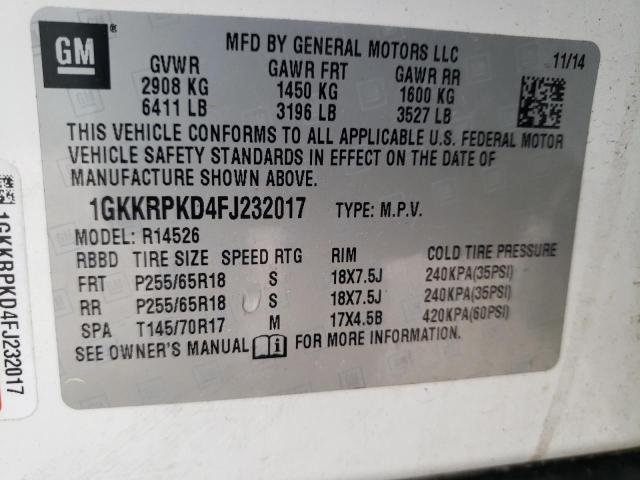 GM ®
MFD BY GENERAL MOTORS LLC
11/14
GVWR GAWR FRT GAWR RR
2908 KG 1450 KG 1600 KG
6411 LB 3196 LB 3527 LB
THIS VEHICLE CONFORMS TO ALL APPLICABLE U.S. FEDERAL MOTOR
VEHICLE SAFETY STANDARDS IN EFFECT ON THE DATE OF
MANUFACTURE SHOWN ABOVE.
1GKKRPKD4FJ232017 TYPE: M.P.V.
MODEL: R14526
RBBD TIRE SIZE SPEED RTG RIM COLD TIRE PRESSURE
FRT P255/65R18 S 18X7.5J 240KPA(35PSI)
RR P255/65R18 S 18X7.5J 240KPA(35PSI)
SPA T145/70R17 M 17X4.5B 420KPA(60PSI)
SEE OWNER'S MANUAL FOR MORE INFORMATION.
1GKKRPKD4FJ232017